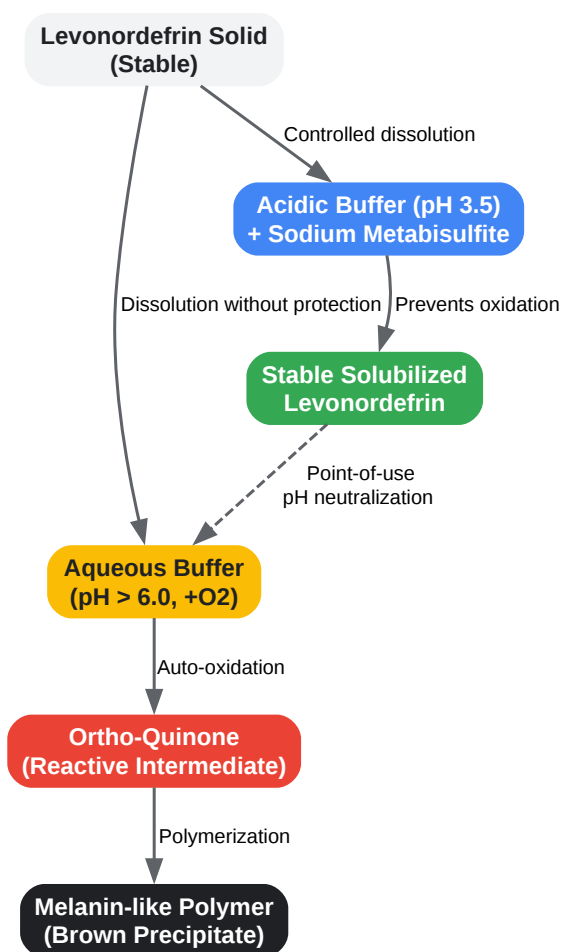 Levonordefrin Solid
(Stable)
Controlled dissolution
Acidic Buffer (pH 3.5)
+ Sodium Metabisulfite
Dissolution without protection
Prevents oxidation
Stable Solubilized
Levonordefrin
Point-of-use
pH neutralization
Aqueous Buffer
(pH > 6.0, +O2)
Auto-oxidation
Ortho-Quinone
(Reactive Intermediate)
Polymerization
Melanin-like Polymer
(Brown Precipitate)